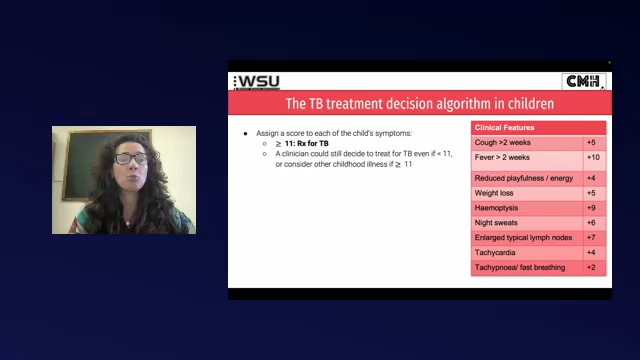 WSU
CMH
The TB treatment decision algorithm in children
Assign a score to each of the child's symptoms:
≥ 11: Rx for TB
A clinician could still decide to treat for TB even if < 11,
or consider other childhood illness if ≥ 11
Clinical Features
Cough >2 weeks +5
Fever > 2 weeks +10
Reduced playfulness / energy +4
Weight loss +5
Haemoptysis +9
Night sweats +6
Enlarged typical lymph nodes +7
Tachycardia +4
Tachypnoea/ fast breathing +2